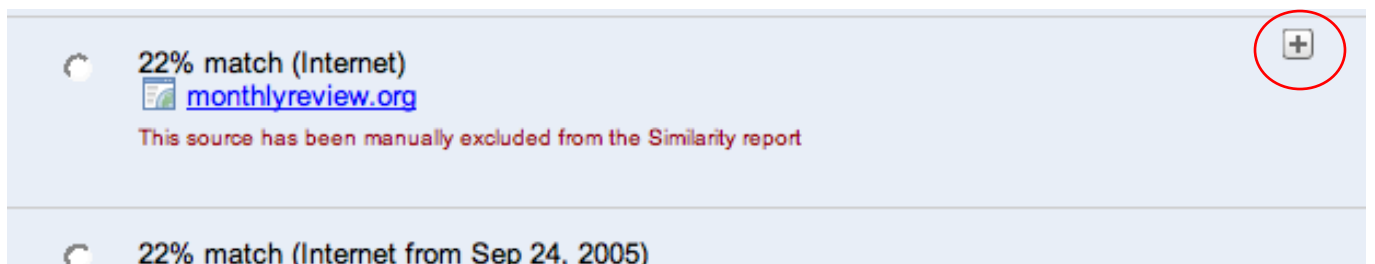 22% match (Internet)
monthlyreview.org
This source has been manually excluded from the Similarity report
22% match (Internet from Sep 24, 2005)